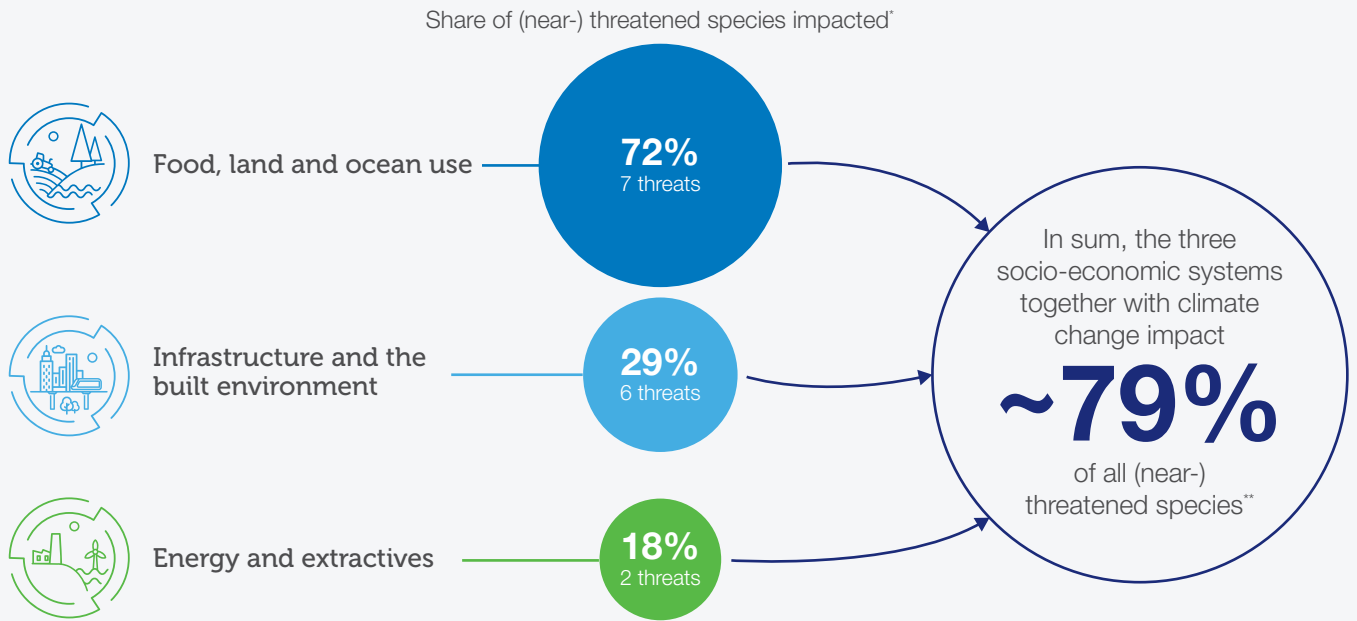 Share of (near-) threatened species impacted*
Food, land and ocean use
72%
7 threats
Infrastructure and the
built environment
29%
6 threats
Energy and extractives
18%
2 threats
In sum, the three
socio-economic systems
together with climate
change impact
~79%
of all (near-)
threatened species**